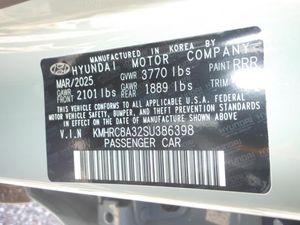 MANUFACTURED IN KOREA BY
HYUNDAI MOTOR COMPANY
MAR/2025 GVWR 3770 lbs PAINT RRR
GAWR FRT 2101 lbs GAWR RR 1889 lbs TRIM
THIS VEHICLE CONFORMS TO ALL APPLICABLE U.S.
FEDERAL MOTOR VEHICLE SAFETY, BUMPER, AND
THEFT PREVENTION STANDARDS IN EFFECT ON THE
DATE OF MANUFACTURE SHOWN ABOVE.
V.I.N KMHRC8A32SU386398
PASSENGER CAR